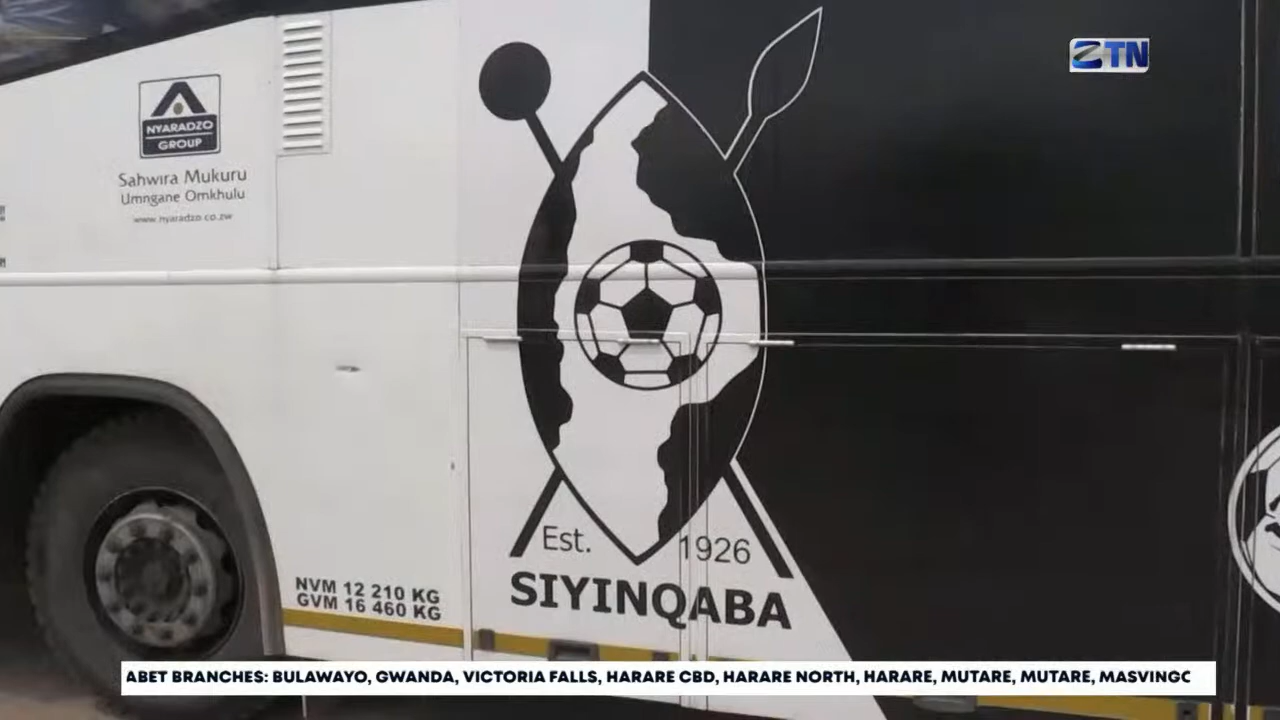 ZTN
NYARADZO
GROUP
Sahwira Mukuru
Umngane Omkhulu
www.nyaradzo.co.zw
Est. 1926
SIYINQABA
NVM 12 210 KG
GVM 16 460 KG
ABET BRANCHES: BULAWAYO, GWANDA, VICTORIA FALLS, HARARE CBD, HARARE NORTH, HARARE, MUTARE, MUTARE, MASVINGO